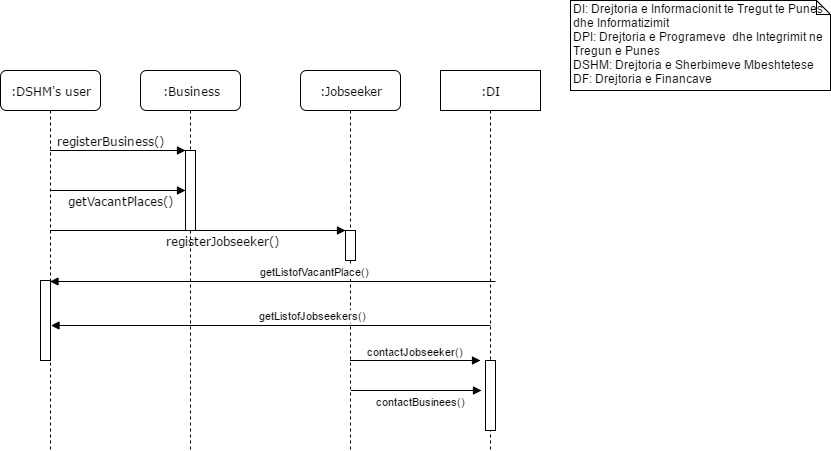 DI: Drejtoria e Informacionit te Tregut te Punes
dhe Informatizimit
DPI: Drejtoria e Programeve dhe Integrimit ne
Tregun e Punes
DSHM: Drejtoria e Sherbimeve Mbeshtetese
DF: Drejtoria e Financave
:DSHM's user
:Business
:Jobseeker
:DI
registerBusiness()
getVacantPlaces()
registerJobseeker()
getListofVacantPlace()
getListofJobseekers()
contactJobseeker()
contactBusinees()